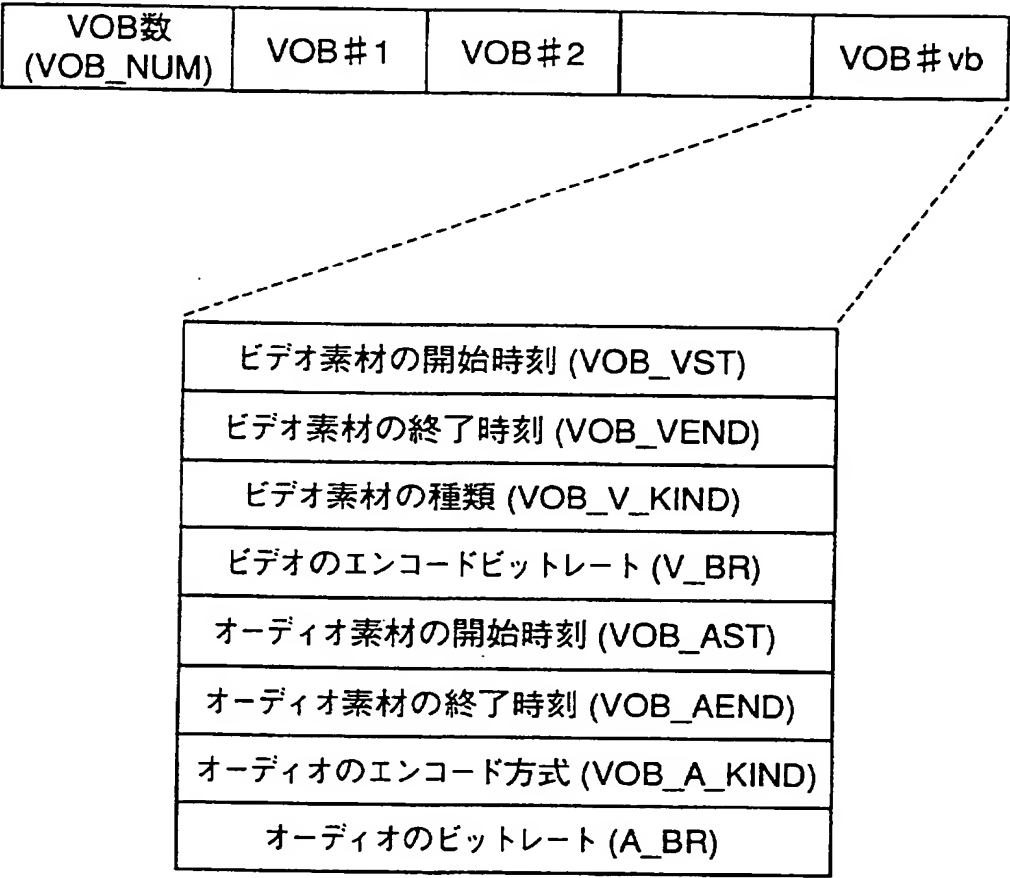 VOB数
(VOB_NUM)
VOB♯1
VOB♯2
VOB♯vb
ビデオ素材の開始時刻 (VOB_VST)
ビデオ素材の終了時刻 (VOB_VEND)
ビデオ素材の種類 (VOB_V_KIND)
ビデオのエンコードビットレート (V_BR)
オーディオ素材の開始時刻 (VOB_AST)
オーディオ素材の終了時刻 (VOB_AEND)
オーディオのエンコード方式 (VOB_A_KIND)
オーディオのビットレート (A_BR)